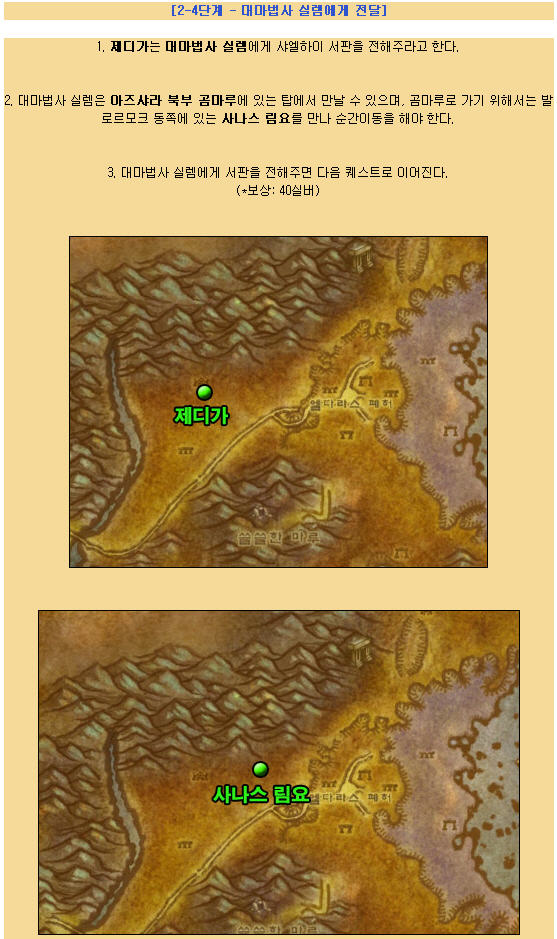 [2-4단계 - 대마법사 실렘에게 전달]
1. 제디가는 대마법사 실렘에게 샤엘하이 서판을 전해주라고 한다.
2. 대마법사 실렘은 아즈샤라 북부 곰마루에 있는 탑에서 만날 수 있으며, 곰마루로 가기 위해서는 발
로르모크 동쪽에 있는 사나스 림요를 만나 순간이동을 해야 한다.
3. 대마법사 실렘에게 서판을 전해주면 다음 퀘스트로 이어진다.
(*보상: 40실버)
제디가
엘다라스 폐허
쓸쓸한 마루
사나스 림요
엘다라스 폐허
쓸쓸한 마루